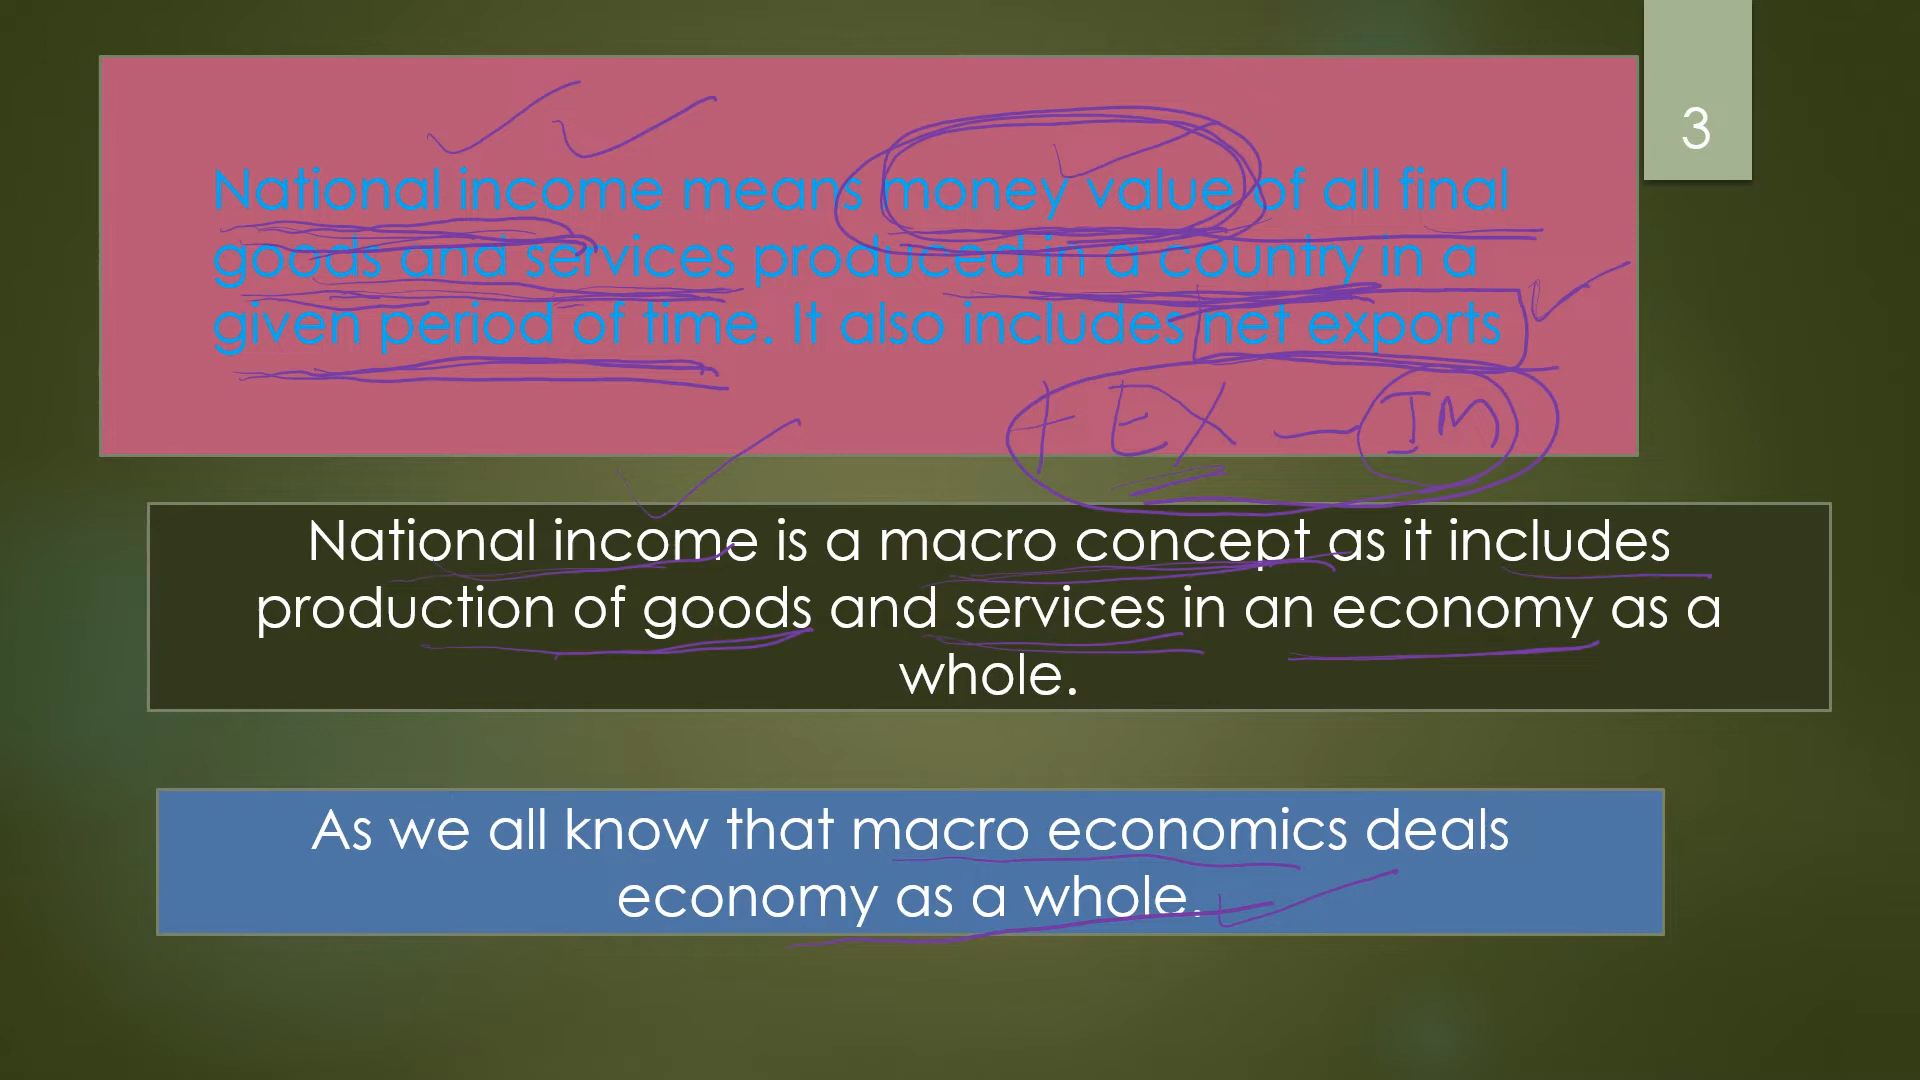 3
National income means money value of all final
goods and services produced in a country in a
given period of time. It also includes net exports
+ EX - IM
National income is a macro concept as it includes
production of goods and services in an economy as a
whole.
As we all know that macro economics deals
economy as a whole.